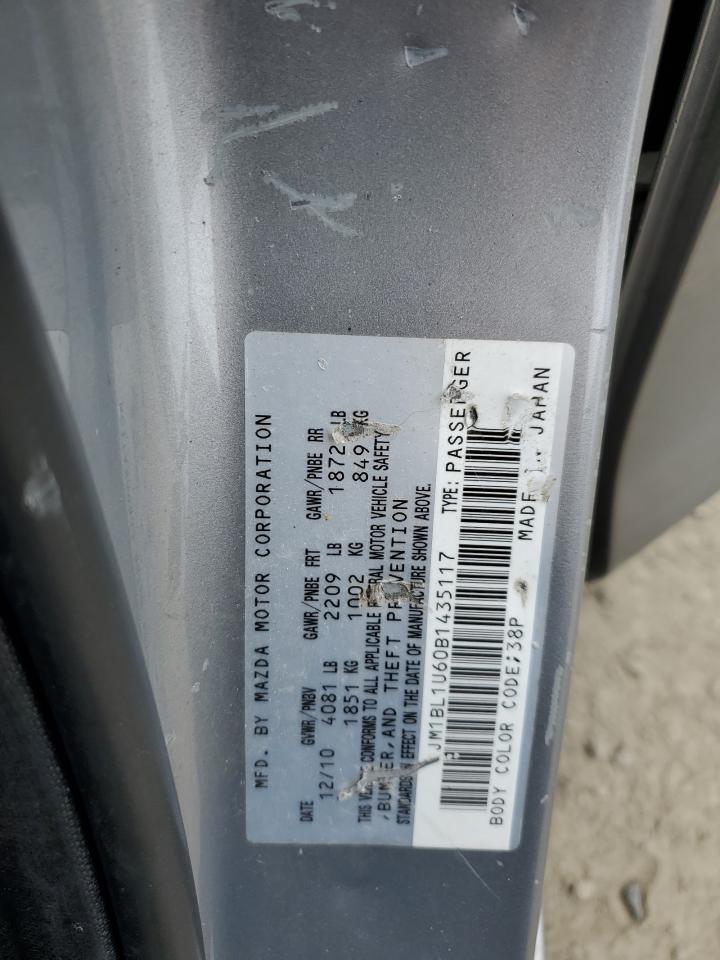 MFD. BY MAZDA MOTOR CORPORATION
DATE GVWR/PNBV GAWR/PNBE FRT GAWR/PNBE RR
12/10 4081 LB 2209 LB 1872 LB
1851 KG 1002 KG 849 KG
THIS CONFORMS TO ALL APPLICABLE MOTOR VEHICLE SAFETY,
AND THEFT PREVENTION
STANDARDS IN EFFECT ON THE DATE OF MANUFACTURE SHOWN ABOVE.
JM1BL1U60B1435117 TYPE: PASSENGER
BODY COLOR CODE;38P MADE IN JAPAN